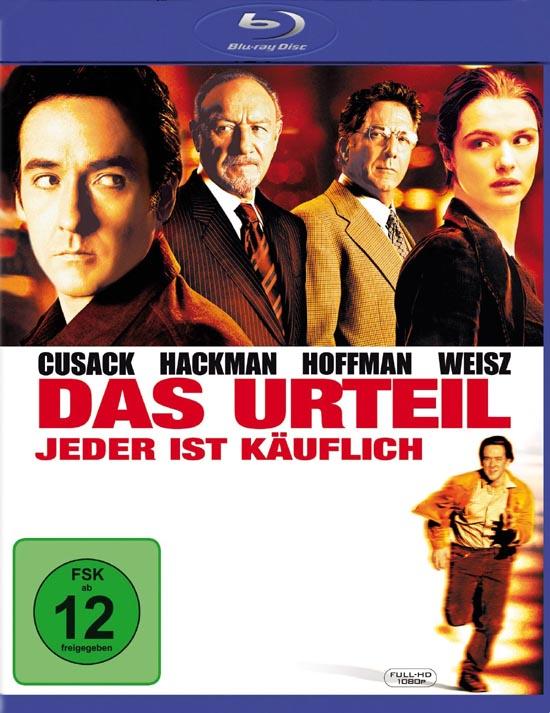 Blu-ray Disc
CUSACK HACKMAN HOFFMAN WEISZ
DAS URTEIL
JEDER IST KÄUFLICH
FSK
ab
12
freigegeben
FULL-HD
1080p